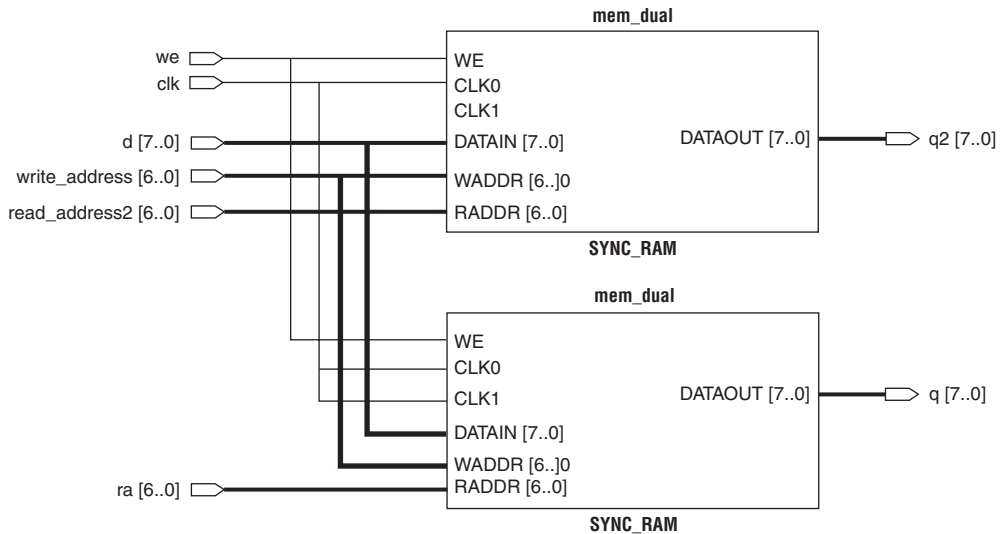 mem_dual
we
WE
clk
CLK0
CLK1
d [7..0]
DATAIN [7..0]
DATAOUT [7..0]
q2 [7..0]
write_address [6..0]
WADDR [6..]0
read_address2 [6..0]
RADDR [6..0]
SYNC_RAM
mem_dual
WE
CLK0
CLK1
DATAOUT [7..0]
q [7..0]
DATAIN [7..0]
WADDR [6..]0
ra [6..0]
RADDR [6..0]
SYNC_RAM